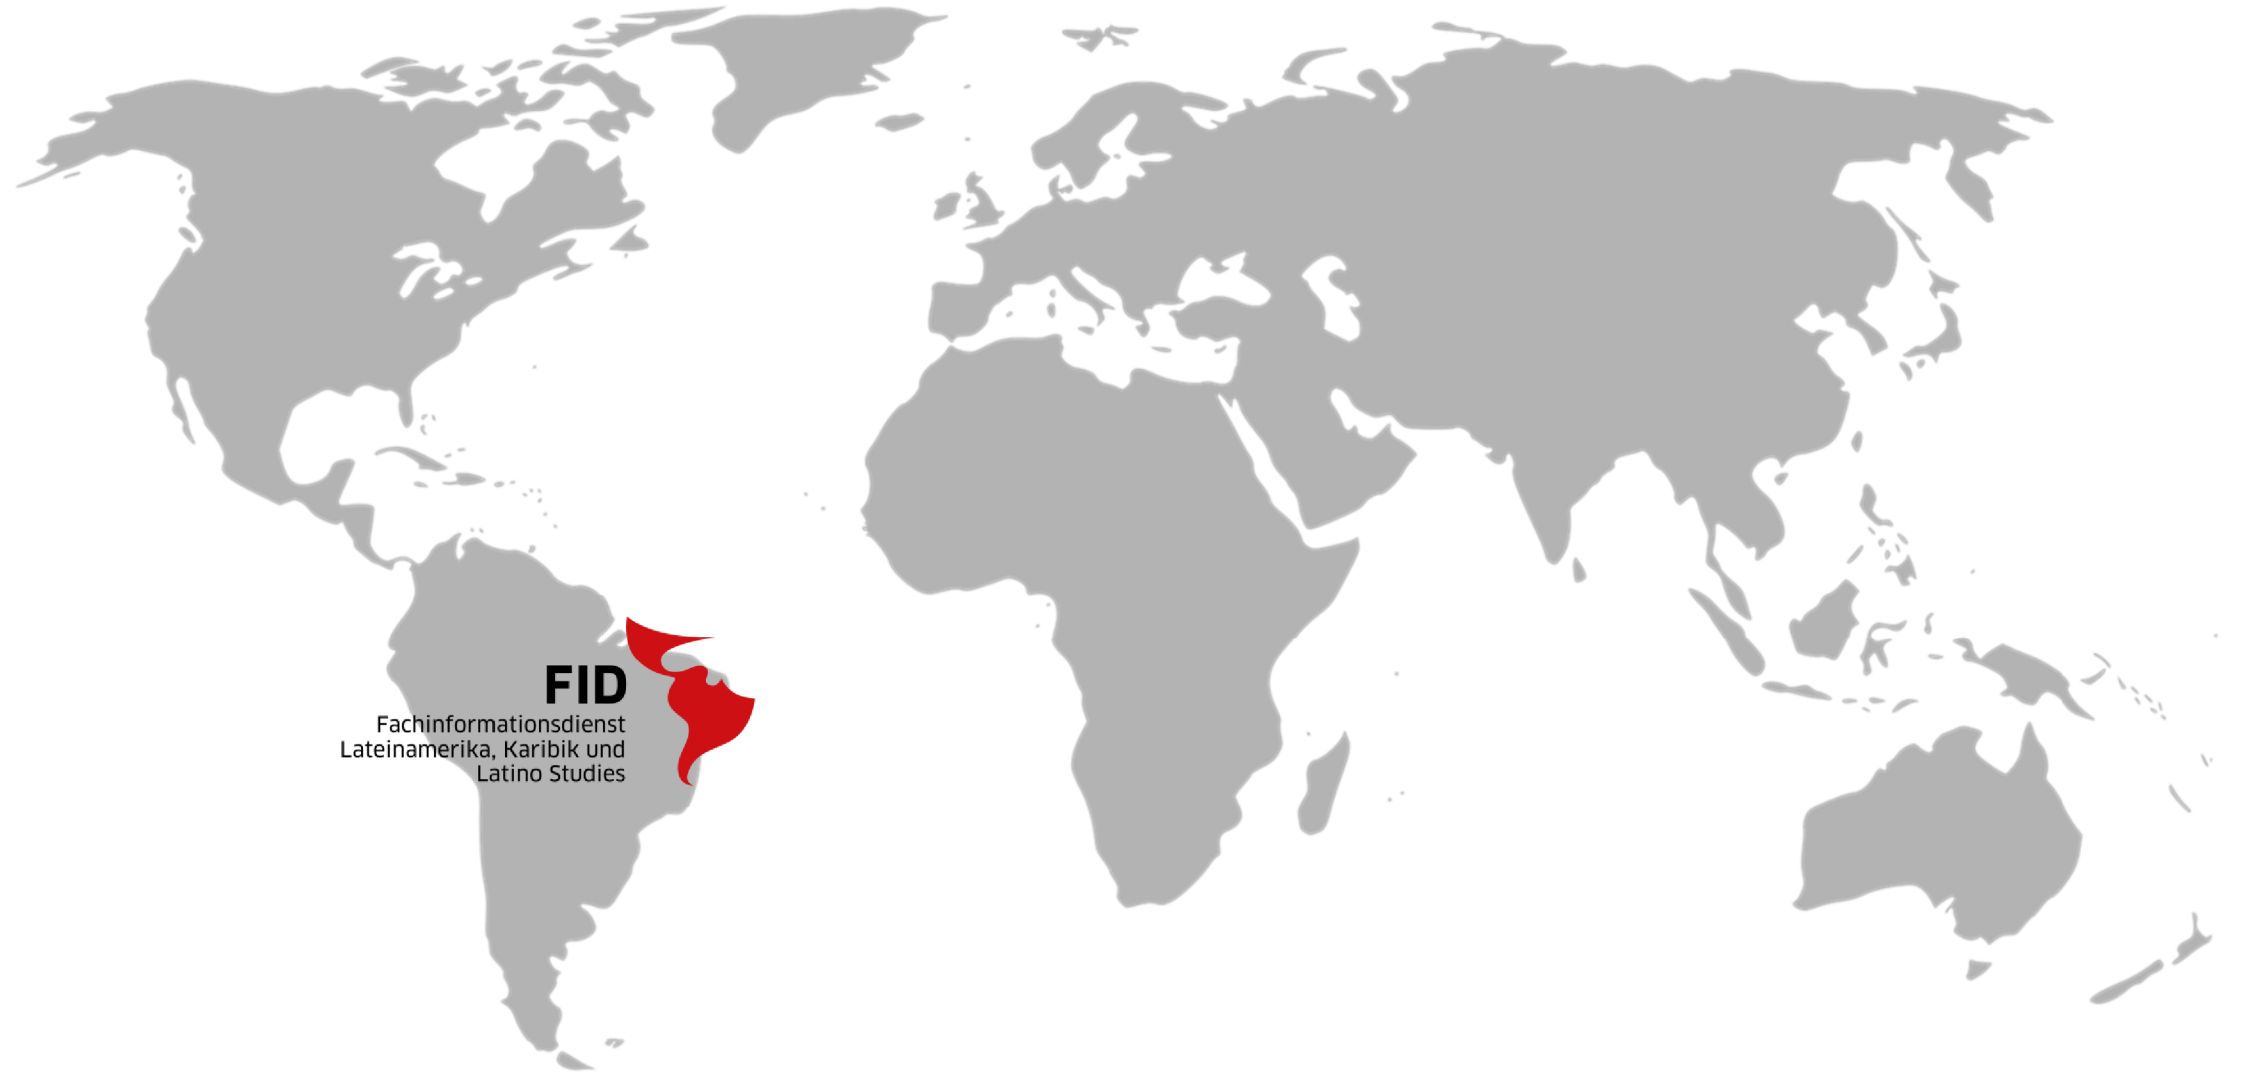 FID
Fachinformationsdienst
Lateinamerika, Karibik und
Latino Studies